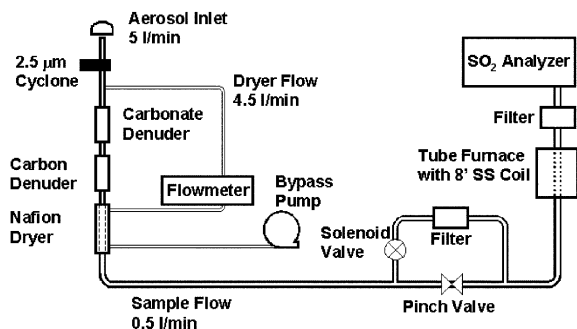 Aerosol Inlet
5 l/min
2.5 µm
Cyclone
Dryer Flow
4.5 l/min
SO2 Analyzer
Carbonate
Denuder
Filter
Carbon
Denuder
Flowmeter
Bypass
Pump
Tube Furnace
with 8' SS Coil
Nafion
Dryer
Solenoid
Valve
Filter
Sample Flow
0.5 l/min
Pinch Valve